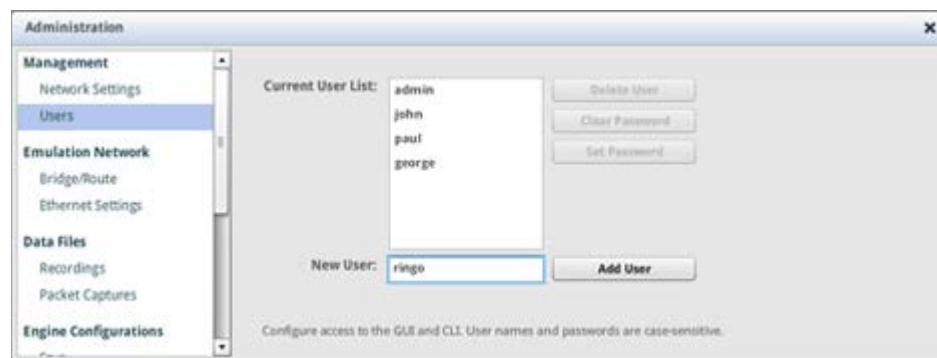 Administration
Management
Network Settings
Users
Emulation Network
Bridge/Route
Ethernet Settings
Data Files
Recordings
Packet Captures
Engine Configurations
Current User List:
admin
john
paul
george
Delete User
Clear Password
Set Password
New User:
ringo
Add User
Configure access to the GUI and CLI. User names and passwords are case-sensitive.